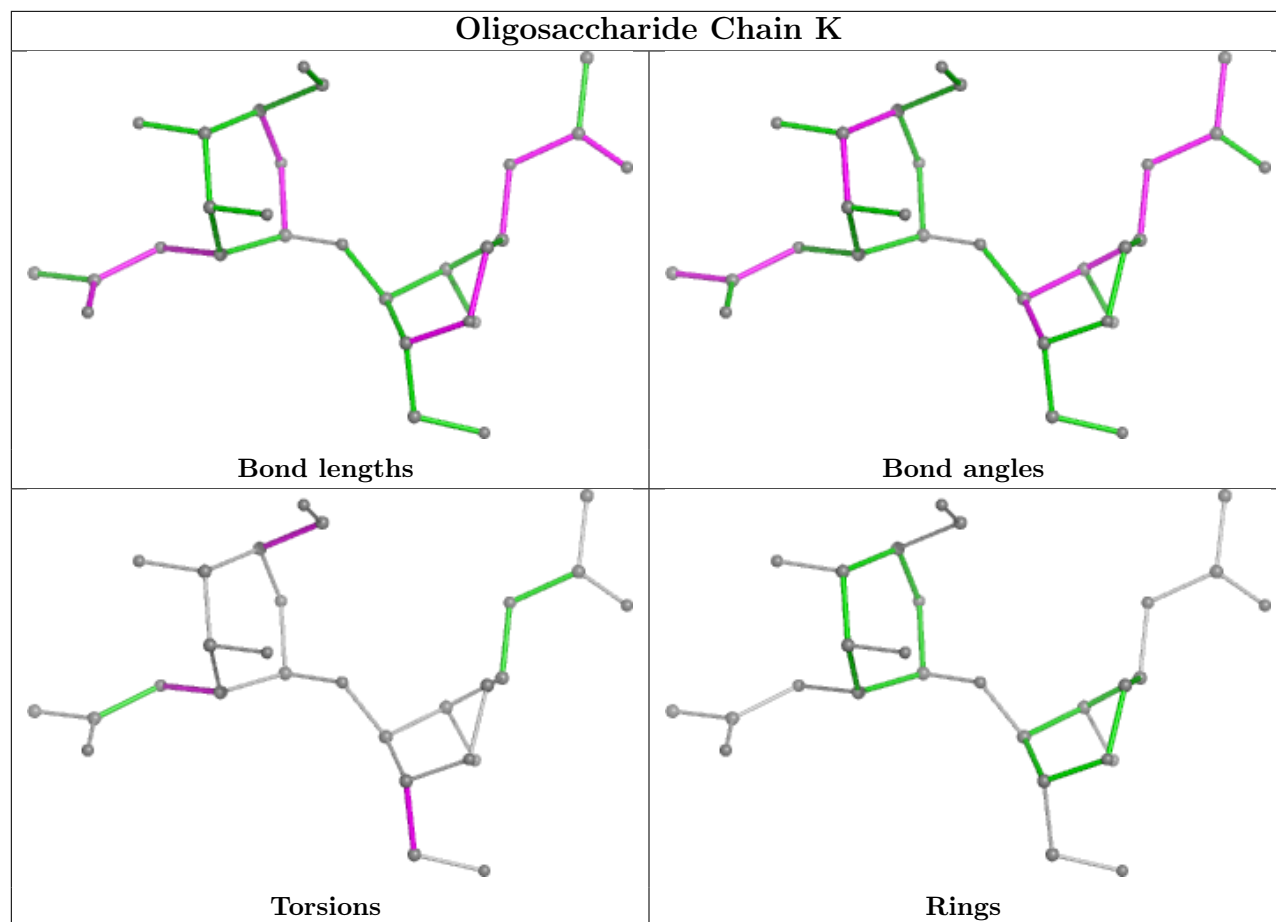 Oligosaccharide Chain K
Bond lengths
Bond angles
Torsions
Rings